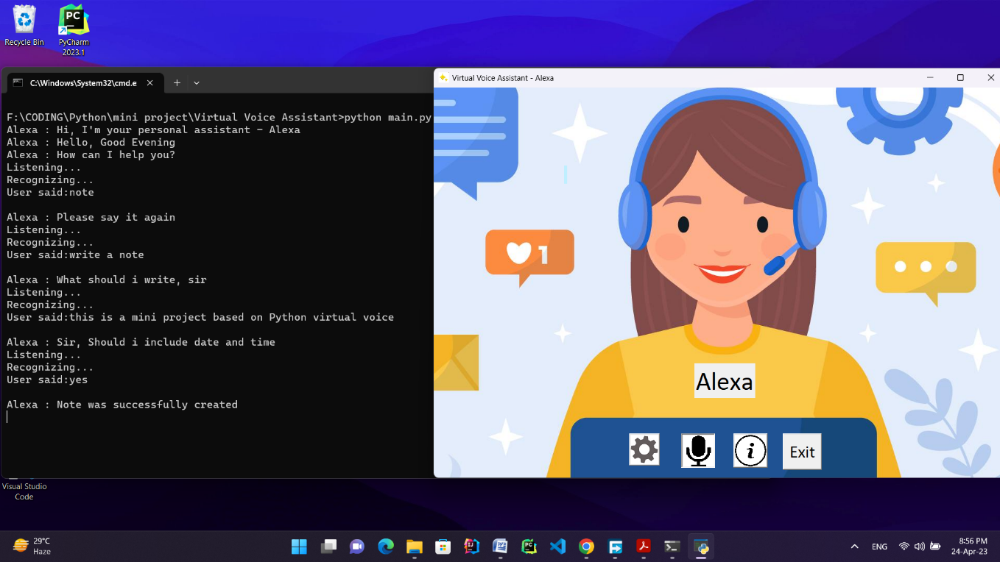 Recycle Bin
PyCharm
2023.1
C:\Windows\System32\cmd.e
F:\CODING\Python\mini project\Virtual Voice Assistant>python main.py
Alexa : Hi, I'm your personal assistant - Alexa
Alexa : Hello, Good Evening
Alexa : How can I help you?
Listening...
Recognizing...
User said:note
Alexa : Please say it again
Listening...
Recognizing...
User said:write a note
Alexa : What should i write, sir
Listening...
Recognizing...
User said:this is a mini project based on Python virtual voice
Alexa : Sir, Should i include date and time
Listening...
Recognizing...
User said:yes
Alexa : Note was successfully created
Virtual Voice Assistant - Alexa
1
Alexa
i
Exit
Visual Studio
Code
29°C
Haze
ENG
8:56 PM
24-Apr-23